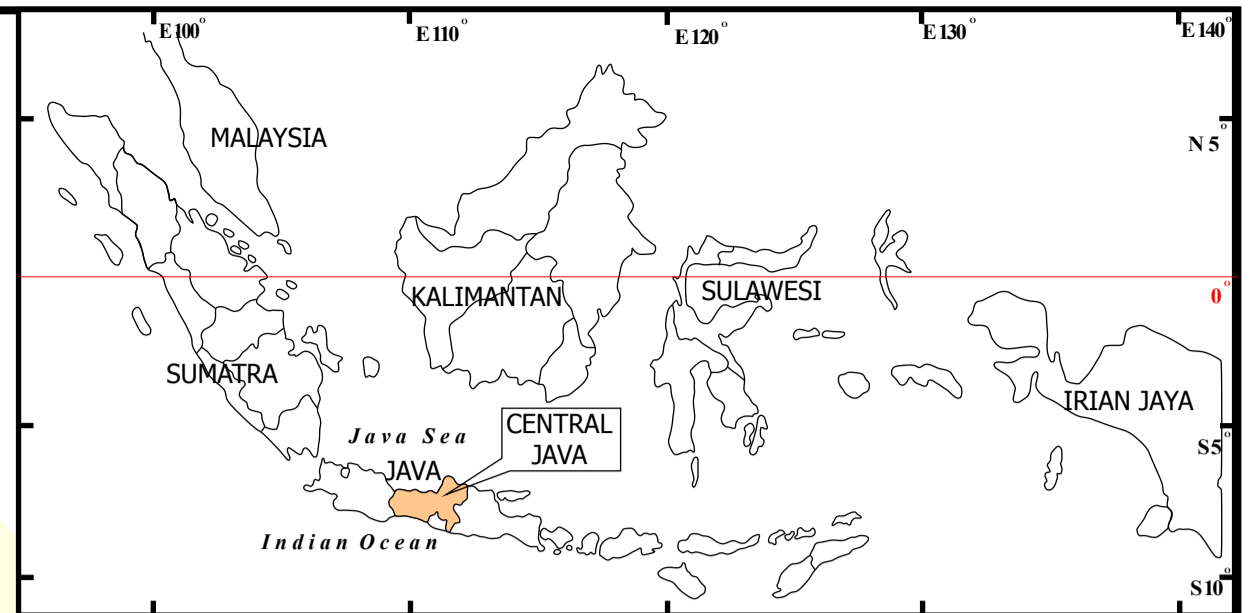 E 100°
E 110°
E 120°
E 130°
E 140°
MALAYSIA
N 5°
KALIMANTAN
SULAWESI
0°
SUMATRA
IRIAN JAYA
CENTRAL
JAVA
Java Sea
S5°
JAVA
Indian Ocean
S10°